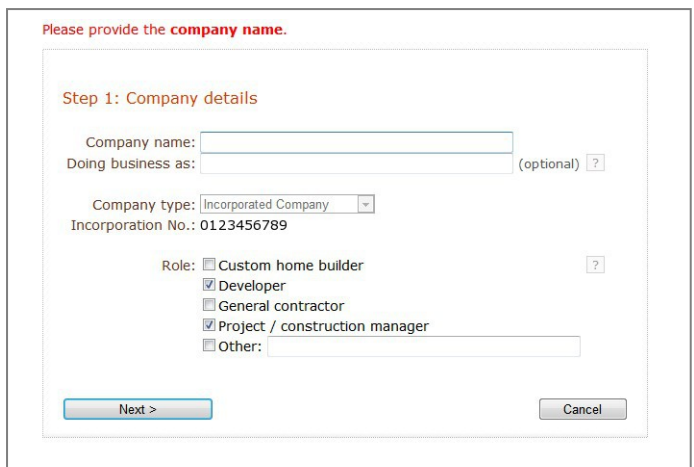 Please provide the company name.
Step 1: Company details
Company name:
Doing business as: (optional) ?
Company type: Incorporated Company
Incorporation No.: 0123456789
Role: Custom home builder ?
Developer
General contractor
Project / construction manager
Other:
Next > Cancel